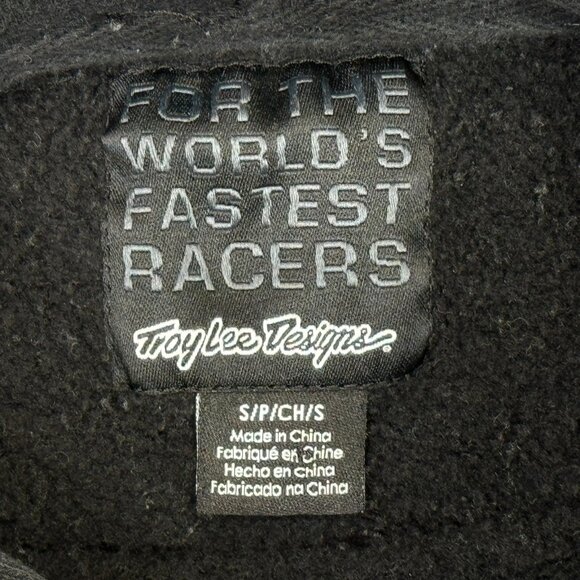 FOR THE
WORLD'S
FASTEST
RACERS
Troy Lee Designs
S/P/CH/S
Made in China
Fabriqué en Chine
Hecho en china
Fabricado na China